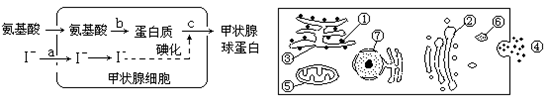 氨基酸 氨基酸 b 蛋白质 c 甲状腺球蛋白
I⁻ a I⁻ I⁻ 碘化
甲状腺细胞
① ② ③ ④ ⑤ ⑥ ⑦